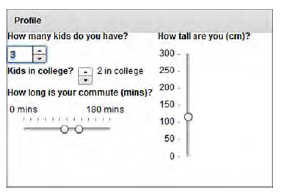 Profile
How many kids do you have?
3
Kids in college? 2 in college
How long is your commute (mins)?
0 mins 180 mins
How tall are you (cm)?
300
250
200
150
100
50
0